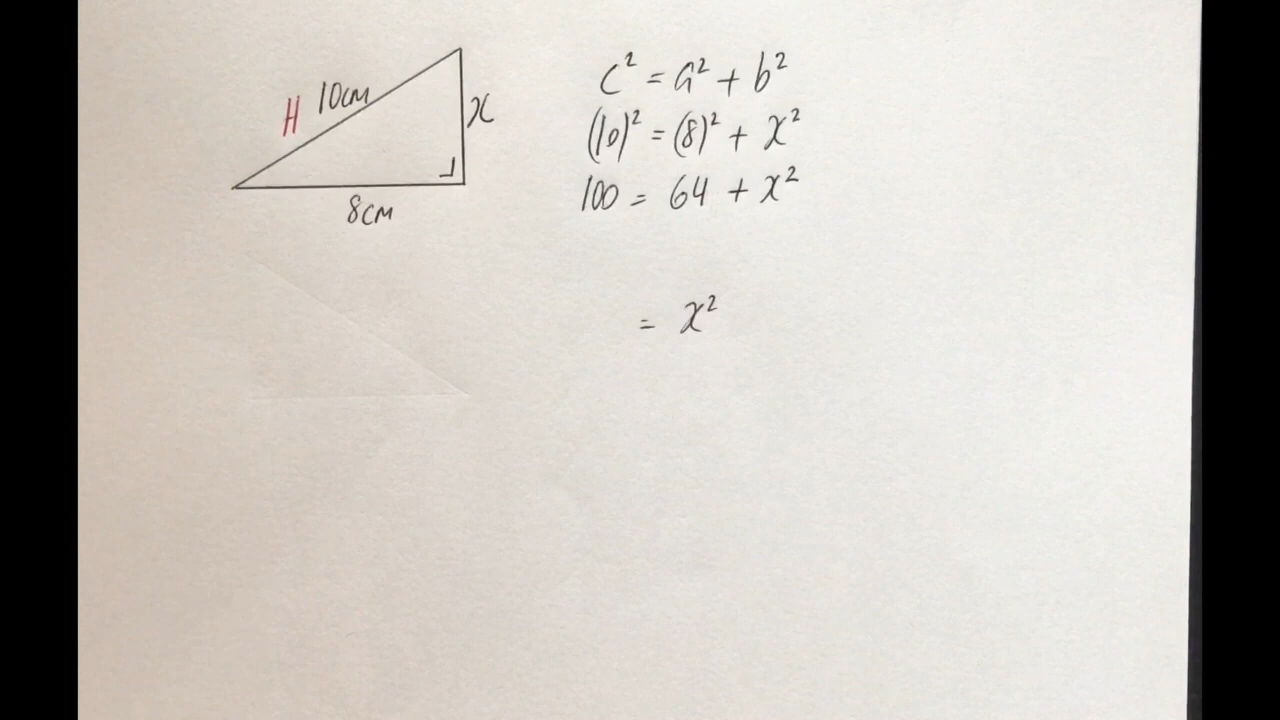 H 10cm
x
8cm
c² = a² + b²
(10)² = (8)² + x²
100 = 64 + x²
= x²